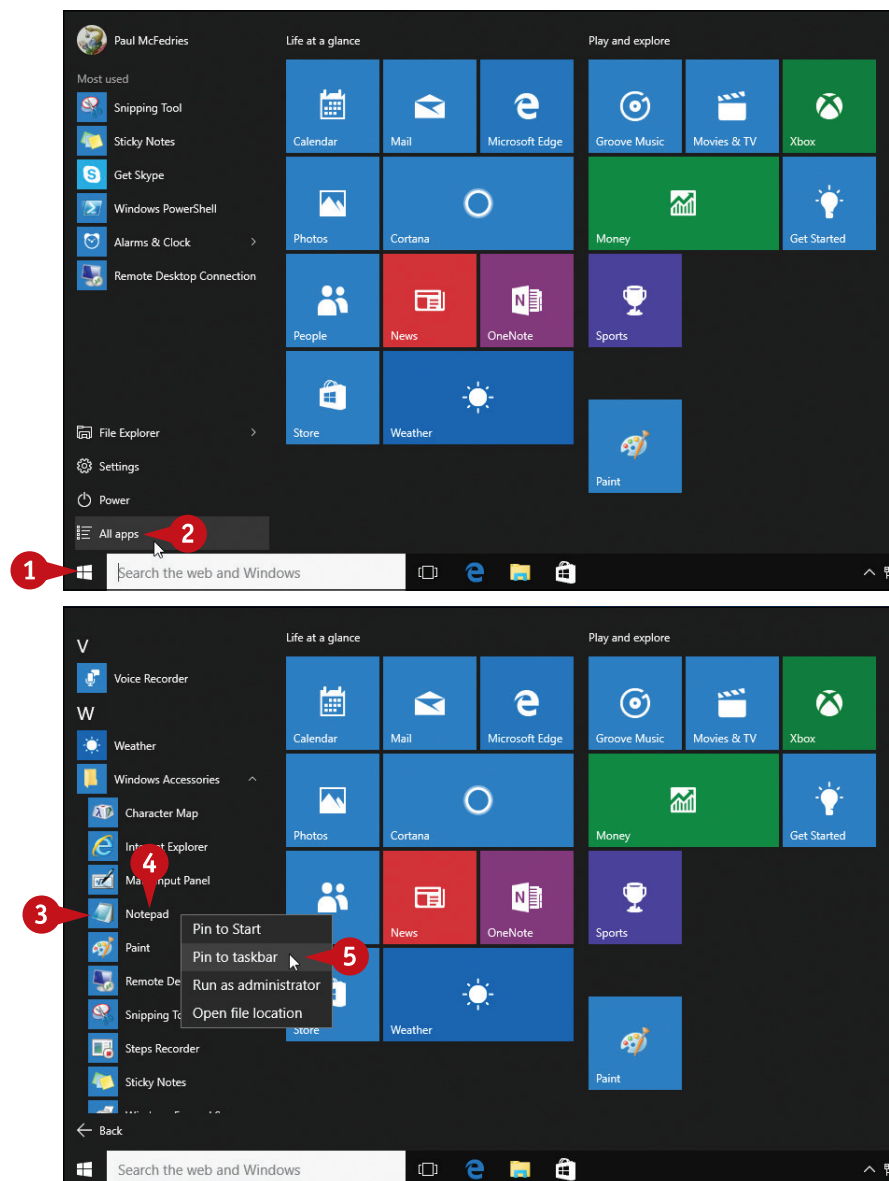 Paul McFedries
Life at a glance
Play and explore
Most used
Snipping Tool
Sticky Notes
Get Skype
Windows PowerShell
Alarms & Clock
Remote Desktop Connection
Calendar
Mail
Microsoft Edge
Groove Music
Movies & TV
Xbox
Photos
Cortana
Money
Get Started
People
News
OneNote
Sports
Store
Weather
Paint
File Explorer
Settings
Power
All apps
2
1
Search the web and Windows
Life at a glance
Play and explore
V
Voice Recorder
W
Weather
Windows Accessories
Character Map
Explorer
Input Panel
4
3
Notepad
Paint
Remote De
Snipping To
Steps Recorder
Sticky Notes
Back
Pin to Start
Pin to taskbar
5
Run as administrator
Open file location
Calendar
Mail
Microsoft Edge
Groove Music
Movies & TV
Xbox
Photos
Cortana
Money
Get Started
News
OneNote
Sports
Store
Weather
Paint
Search the web and Windows